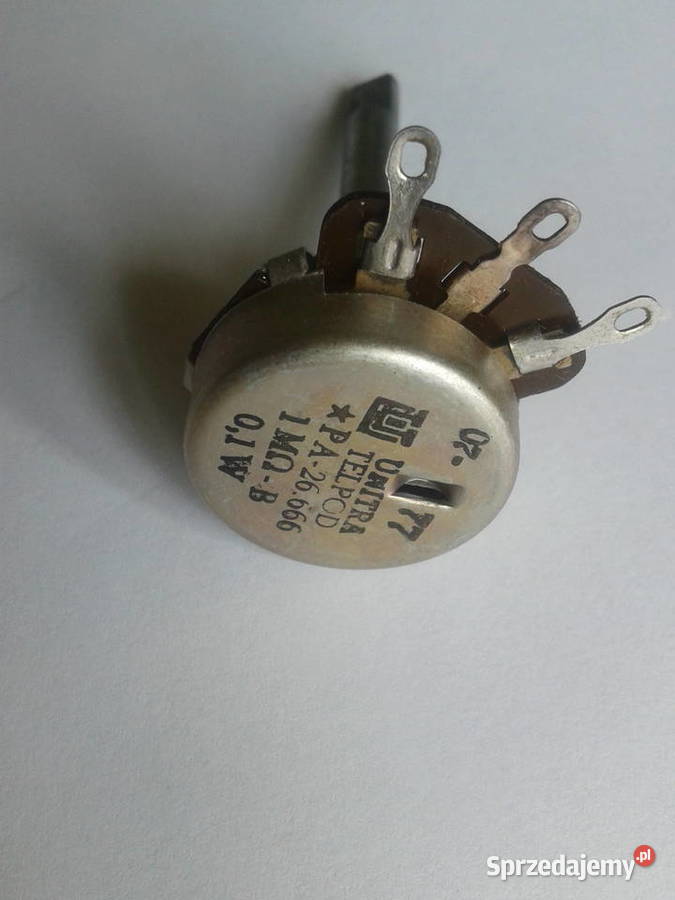 07.- 77
UNITRA
TELPOD
★PA-26.666
1MΩ-B
0,1W
Sprzedajemy.pl